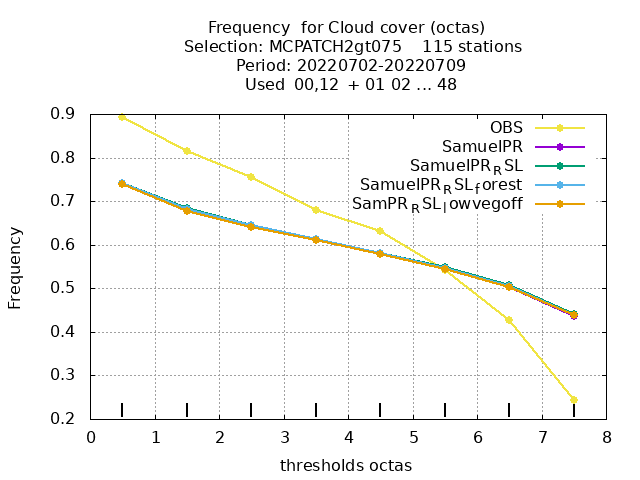 Frequency  for Cloud cover (octas)
Selection: MCPATCH2gt075    115 stations
Period: 20220702-20220709
Used  00,12  + 01 02 ... 48
OBS
SamuelPR
SamuelPR_RSL
SamuelPR_RSL_forest
SamPR_RSL_lowvegoff
Frequency
0.9
0.8
0.7
0.6
0.5
0.4
0.3
0.2
0 1 2 3 4 5 6 7 8
thresholds octas